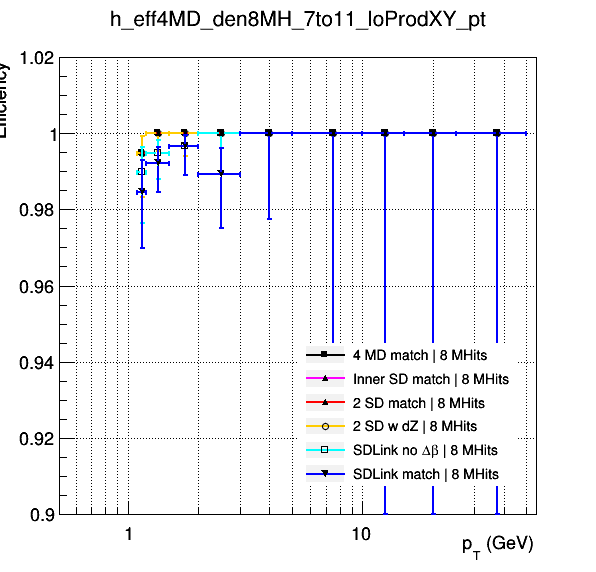 h_eff4MD_den8MH_7to11_loProdXY_pt
Efficiency
1.02
1
0.98
0.96
0.94
0.92
0.9
4 MD match | 8 MHits
Inner SD match | 8 MHits
2 SD match | 8 MHits
2 SD w dZ | 8 MHits
SDLink no Δβ | 8 MHits
SDLink match | 8 MHits
1
10
p_T (GeV)